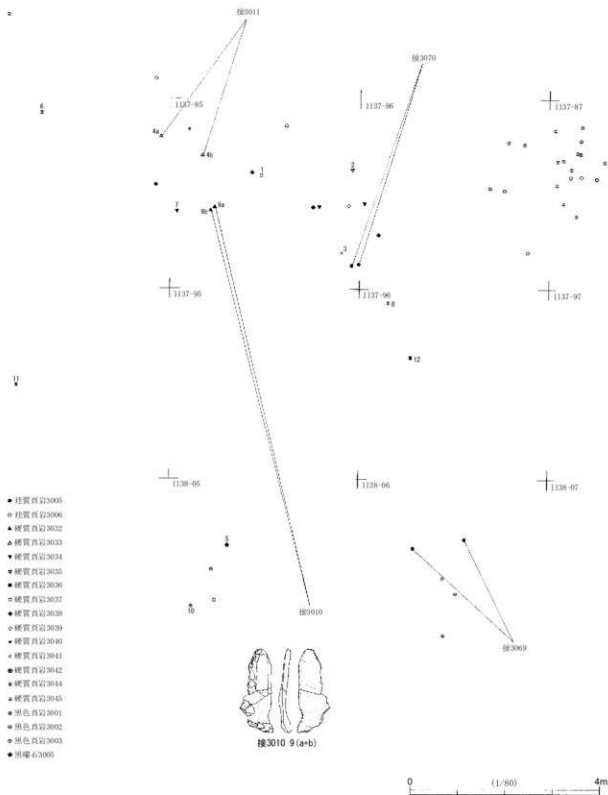 接3011
接3070
6
1137-85
1137-86
1137-87
4a
4b
1
2
7
9a
9b
3
1137-95
1137-96
1137-97
8
12
11
1138-05
1138-06
1138-07
5
10
接3010
接3069
珪質頁岩3005
珪質頁岩3006
硬質頁岩3032
硬質頁岩3033
硬質頁岩3034
硬質頁岩3035
硬質頁岩3036
硬質頁岩3037
硬質頁岩3038
硬質頁岩3039
硬質頁岩3040
硬質頁岩3041
硬質頁岩3042
硬質頁岩3044
硬質頁岩3045
黒色頁岩3001
黒色頁岩3002
黒色頁岩3003
黒曜石3005
接3010 9(a+b)
0 (1/80) 4m